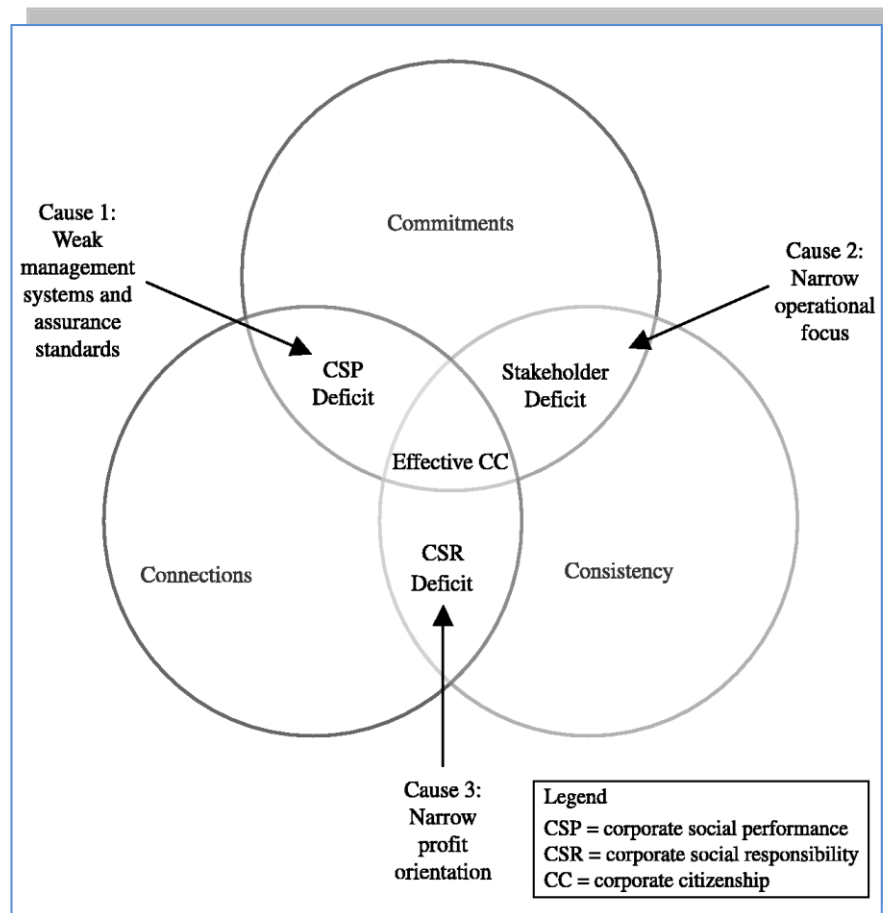 Commitments
Cause 1:
Weak
management
systems and
assurance
standards
Cause 2:
Narrow
operational
focus
CSP
Deficit
Stakeholder
Deficit
Effective CC
Connections
CSR
Deficit
Consistency
Cause 3:
Narrow
profit
orientation
Legend
CSP = corporate social performance
CSR = corporate social responsibility
CC = corporate citizenship